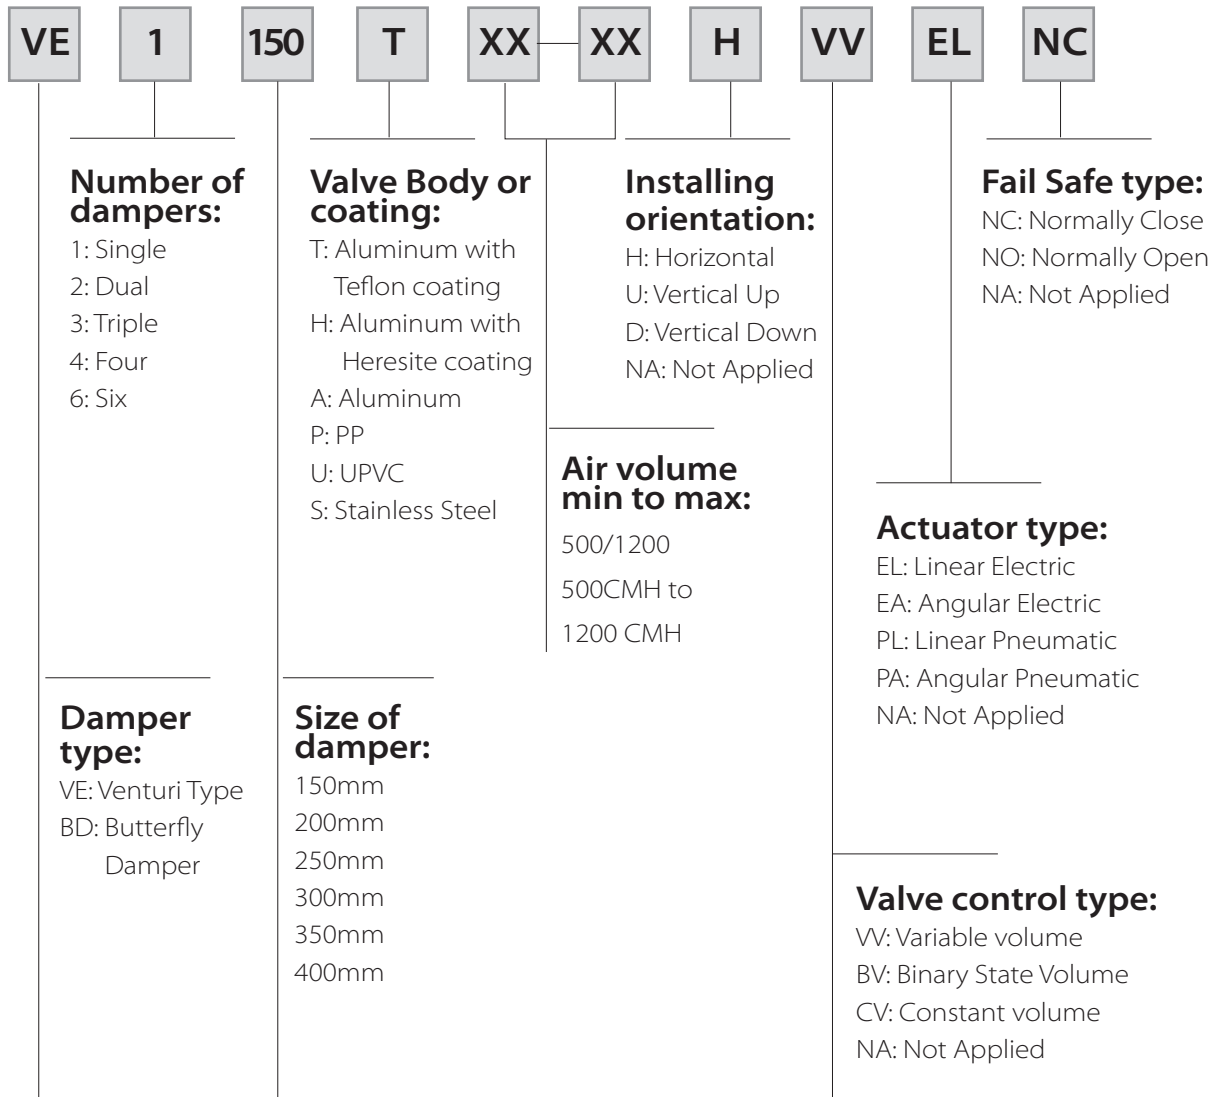 VE 1 150 T XX XX H VV EL NC
Number of
dampers:
1: Single
2: Dual
3: Triple
4: Four
6: Six
Valve Body or
coating:
T: Aluminum with
Teflon coating
H: Aluminum with
Heresite coating
A: Aluminum
P: PP
U: UPVC
S: Stainless Steel
Installing
orientation:
H: Horizontal
U: Vertical Up
D: Vertical Down
NA: Not Applied
Fail Safe type:
NC: Normally Close
NO: Normally Open
NA: Not Applied
Air volume
min to max:
500/1200
500CMH to
1200 CMH
Actuator type:
EL: Linear Electric
EA: Angular Electric
PL: Linear Pneumatic
PA: Angular Pneumatic
NA: Not Applied
Damper
type:
VE: Venturi Type
BD: Butterfly
Damper
Size of
damper:
150mm
200mm
250mm
300mm
350mm
400mm
Valve control type:
VV: Variable volume
BV: Binary State Volume
CV: Constant volume
NA: Not Applied